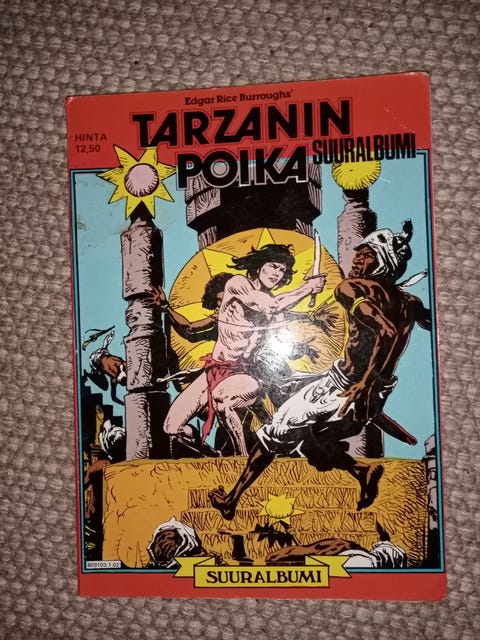 Edgar Rice Burroughs'
HINTA
12,50
TARZANIN
POIKA
SUURALBUMI
809103 1-02
SUURALBUMI